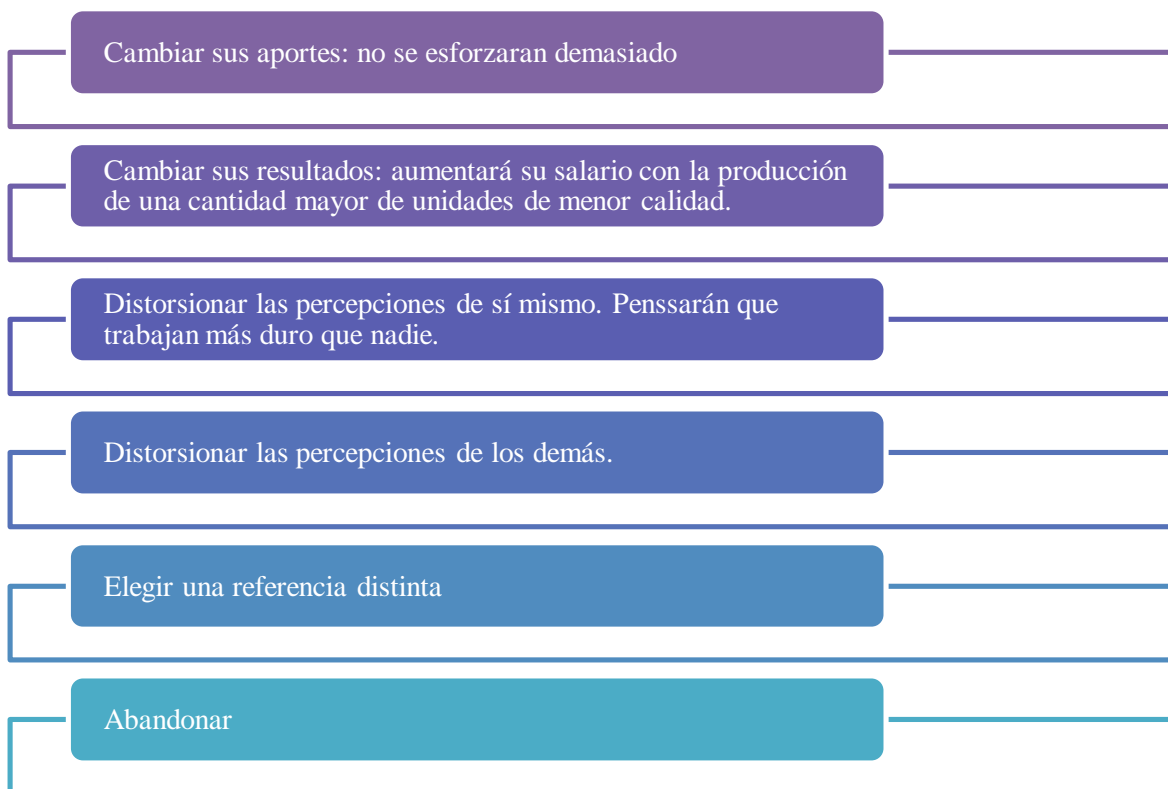 Cambiar sus aportes: no se esforzaran demasiado
Cambiar sus resultados: aumentará su salario con la producción
de una cantidad mayor de unidades de menor calidad.
Distorsionar las percepciones de sí mismo. Penssarán que
trabajan más duro que nadie.
Distorsionar las percepciones de los demás.
Elegir una referencia distinta
Abandonar